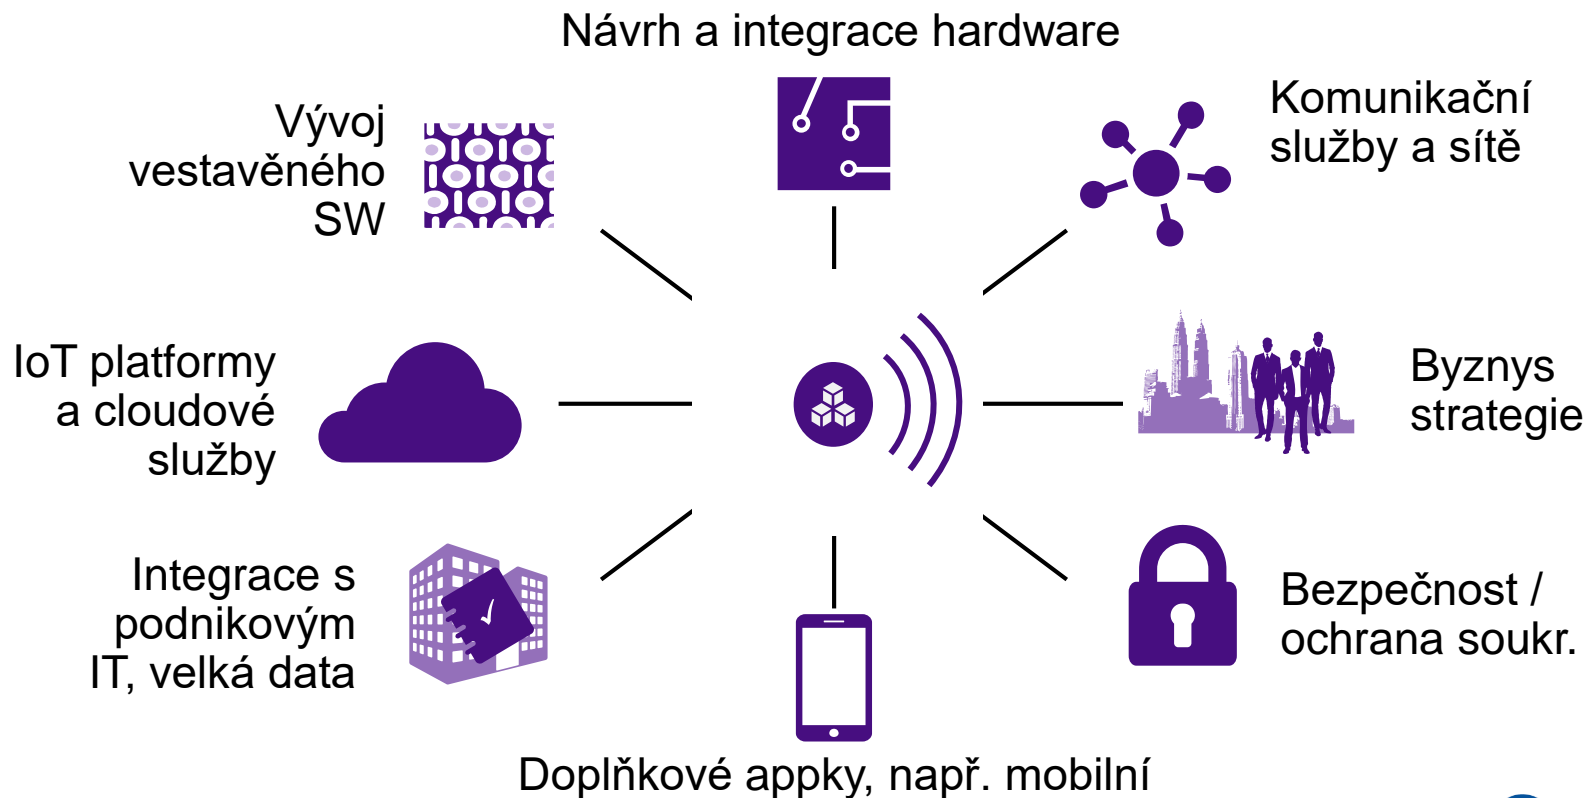 Návrh a integrace hardware
Vývoj
vestavěného
SW
Komunikační
služby a sítě
IoT platformy
a cloudové
služby
Byznys
strategie
Integrace s
podnikovým
IT, velká data
Bezpečnost /
ochrana soukr.
Doplňkové appky, např. mobilní